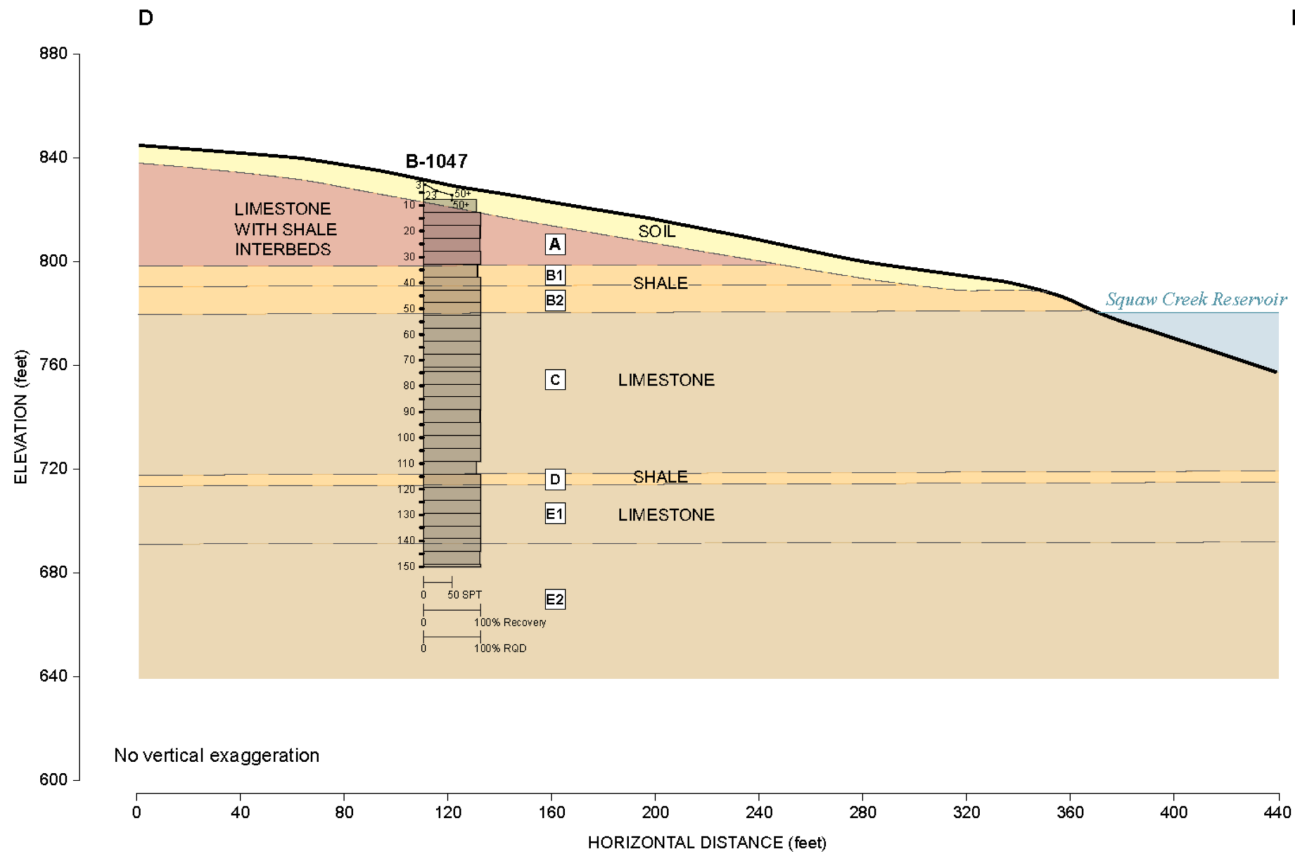 D
880
840
800
760
720
680
640
600
ELEVATION (feet)
B-1047
3
23
50+
50+
10
20
30
40
50
60
70
80
90
100
110
120
130
140
150
LIMESTONE
WITH SHALE
INTERBEDS
SOIL
A
B1
SHALE
B2
Squaw Creek Reservoir
C
LIMESTONE
SHALE
D
E1
LIMESTONE
E2
0 50 SPT
0 100% Recovery
0 100% RQD
No vertical exaggeration
0 40 80 120 160 200 240 280 320 360 400 440
HORIZONTAL DISTANCE (feet)